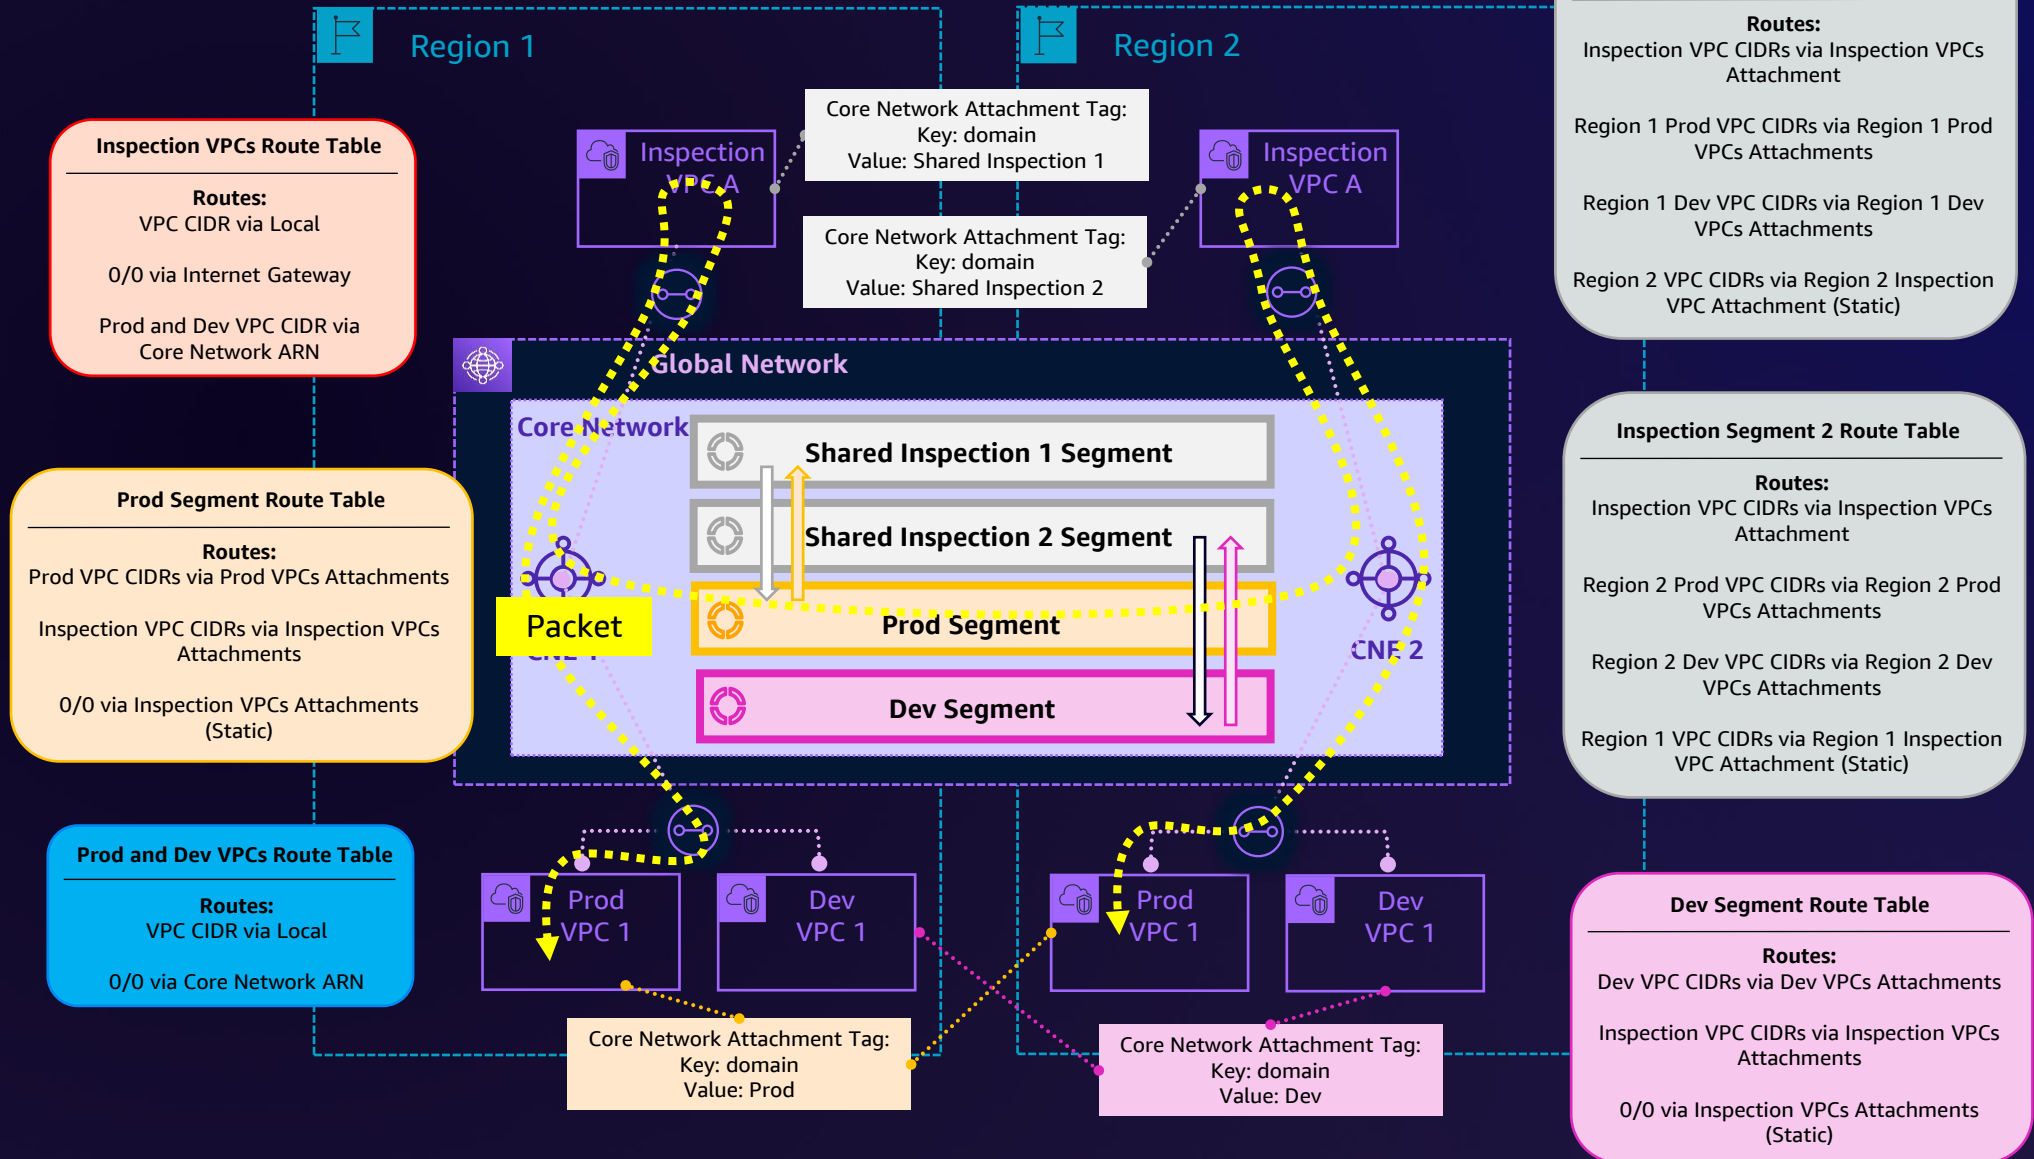 Region 1
Region 2
Routes:
Inspection VPC CIDRs via Inspection VPCs
Attachment
Region 1 Prod VPC CIDRs via Region 1 Prod
VPCs Attachments
Region 1 Dev VPC CIDRs via Region 1 Dev
VPCs Attachments
Region 2 VPC CIDRs via Region 2 Inspection
VPC Attachment (Static)
Core Network Attachment Tag:
Key: domain
Value: Shared Inspection 1
Inspection VPCs Route Table
Routes:
VPC CIDR via Local
0/0 via Internet Gateway
Prod and Dev VPC CIDR via
Core Network ARN
Inspection
VPC A
Inspection
VPC A
Core Network Attachment Tag:
Key: domain
Value: Shared Inspection 2
Global Network
Core Network
Shared Inspection 1 Segment
Shared Inspection 2 Segment
Prod Segment
Dev Segment
Packet
CNE 1
CNE 2
Inspection Segment 2 Route Table
Routes:
Inspection VPC CIDRs via Inspection VPCs
Attachment
Region 2 Prod VPC CIDRs via Region 2 Prod
VPCs Attachments
Region 2 Dev VPC CIDRs via Region 2 Dev
VPCs Attachments
Region 1 VPC CIDRs via Region 1 Inspection
VPC Attachment (Static)
Prod Segment Route Table
Routes:
Prod VPC CIDRs via Prod VPCs Attachments
Inspection VPC CIDRs via Inspection VPCs
Attachments
0/0 via Inspection VPCs Attachments
(Static)
Prod and Dev VPCs Route Table
Routes:
VPC CIDR via Local
0/0 via Core Network ARN
Prod
VPC 1
Dev
VPC 1
Prod
VPC 1
Dev
VPC 1
Dev Segment Route Table
Routes:
Dev VPC CIDRs via Dev VPCs Attachments
Inspection VPC CIDRs via Inspection VPCs
Attachments
0/0 via Inspection VPCs Attachments
(Static)
Core Network Attachment Tag:
Key: domain
Value: Prod
Core Network Attachment Tag:
Key: domain
Value: Dev